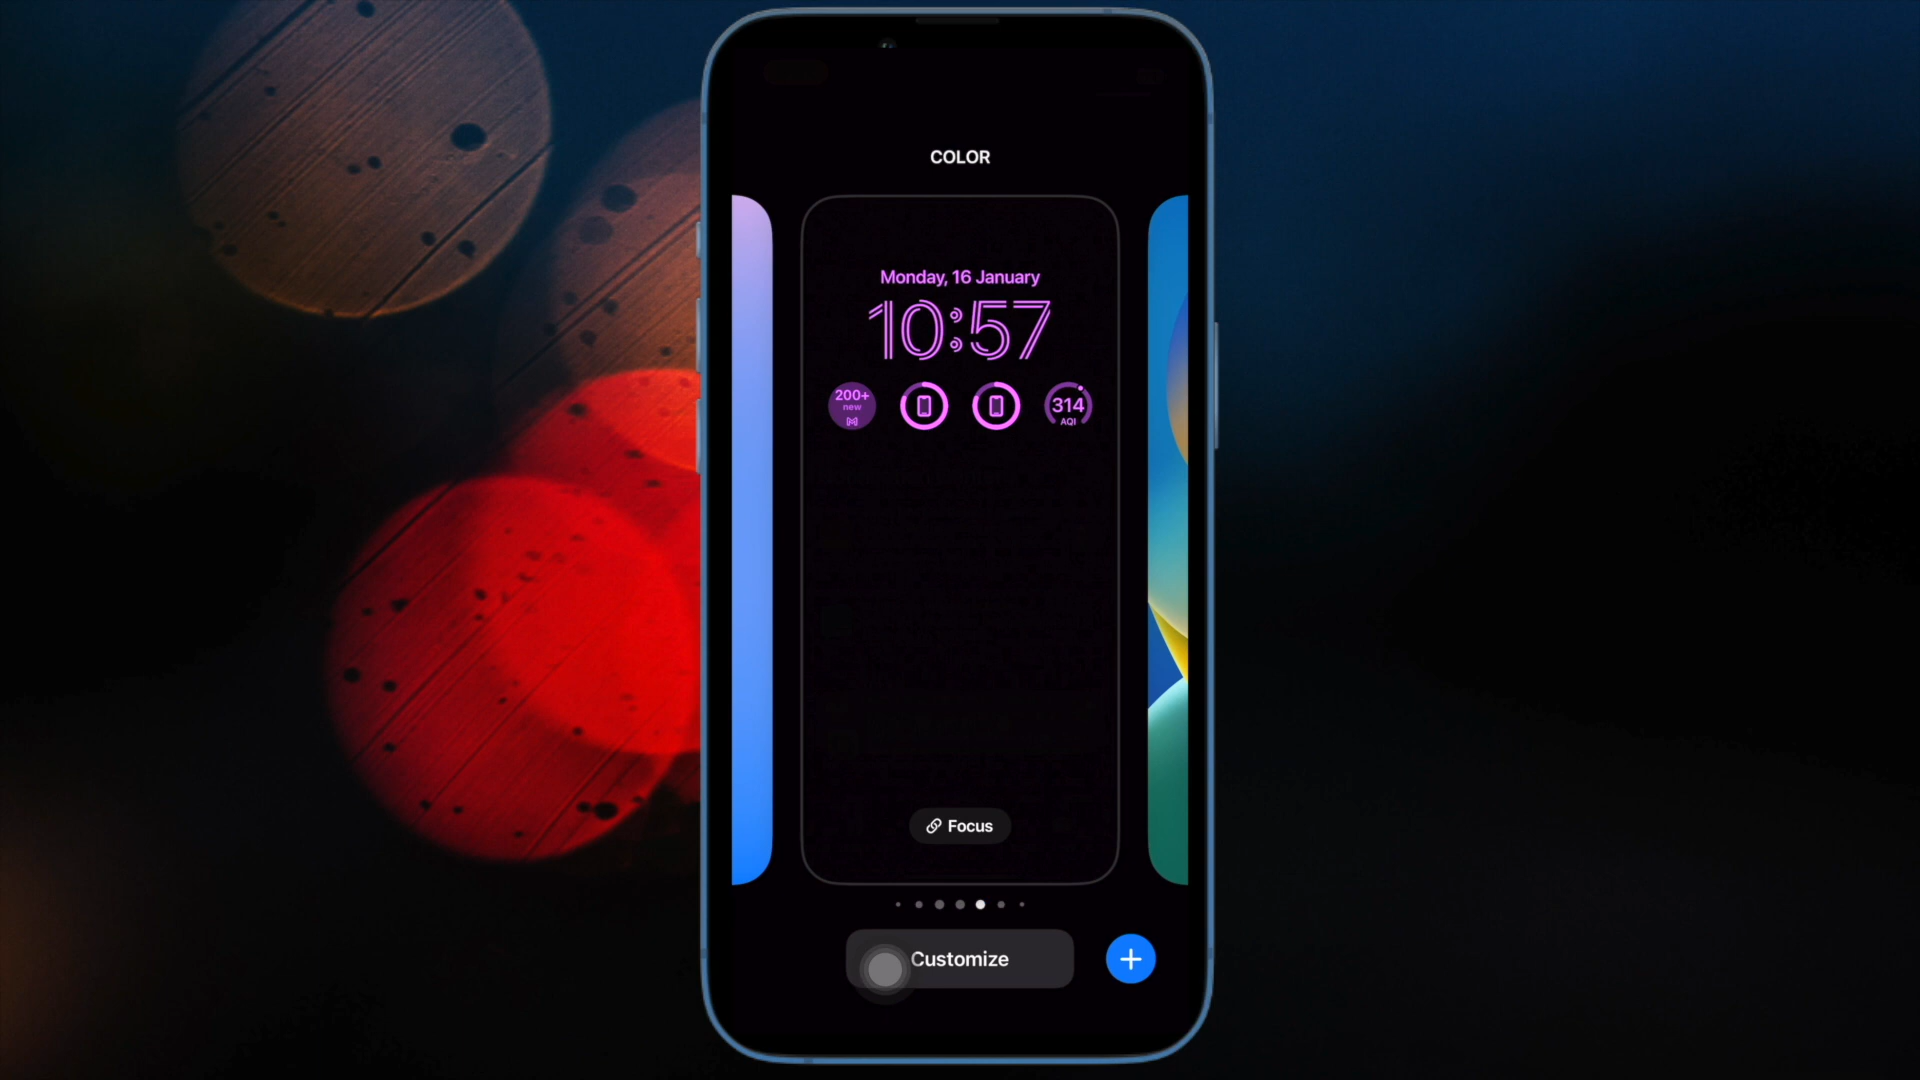 COLOR
Monday, 16 January
10:57
200+
new
314
AQI
Focus
Customize